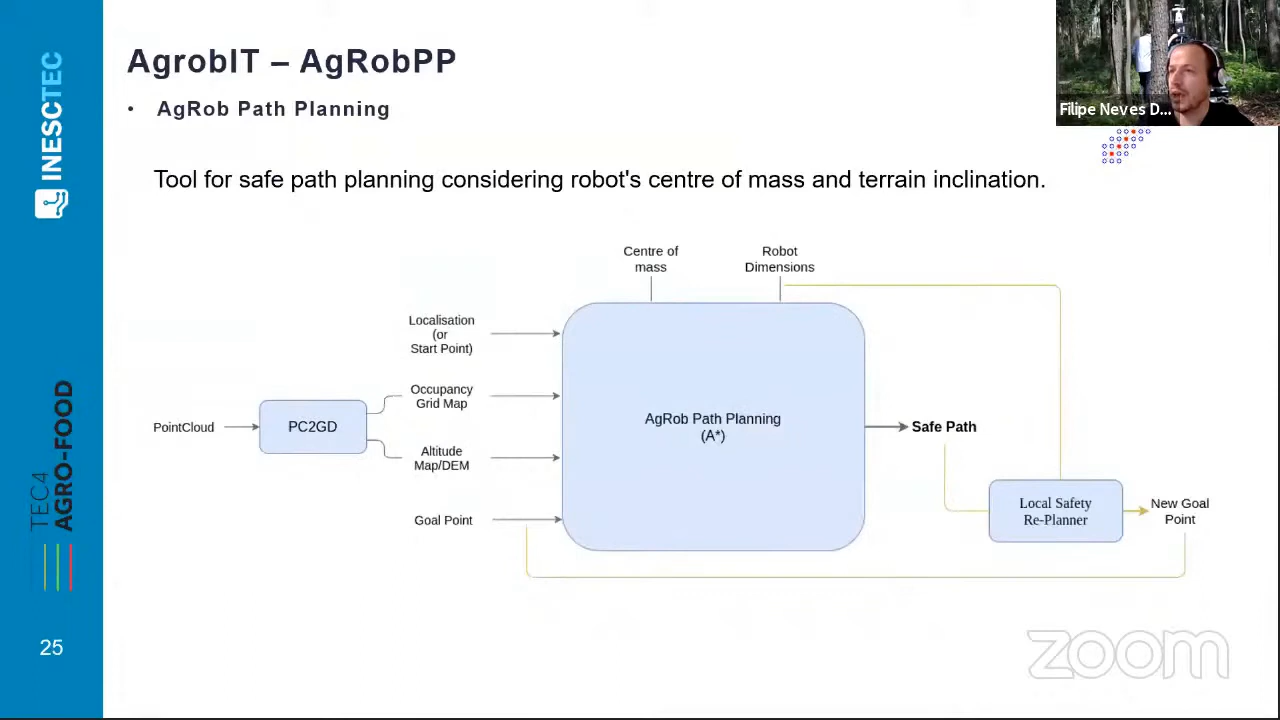 AgrobIT – AgRobPP
• AgRob Path Planning
Filipe Neves D...
Tool for safe path planning considering robot's centre of mass and terrain inclination.
Centre of
mass
Robot
Dimensions
Localisation
(or
Start Point)
Occupancy
Grid Map
PointCloud
PC2GD
Altitude
Map/DEM
Goal Point
AgRob Path Planning
(A*)
Safe Path
Local Safety
Re-Planner
New Goal
Point
INESCTEC
TEC4
AGRO-FOOD
25
zoom